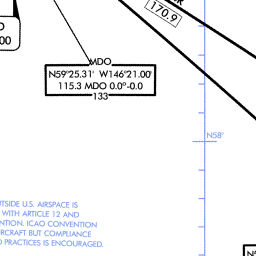 00
170.9
MDO
N59°25.31' W146°21.00'
115.3 MDO 0.0°-0.0
133
N58°
UTSIDE U.S. AIRSPACE IS
WITH ARTICLE 12 AND
NTION. ICAO CONVENTION
RCRAFT BUT COMPLIANCE
PRACTICES IS ENCOURAGED.